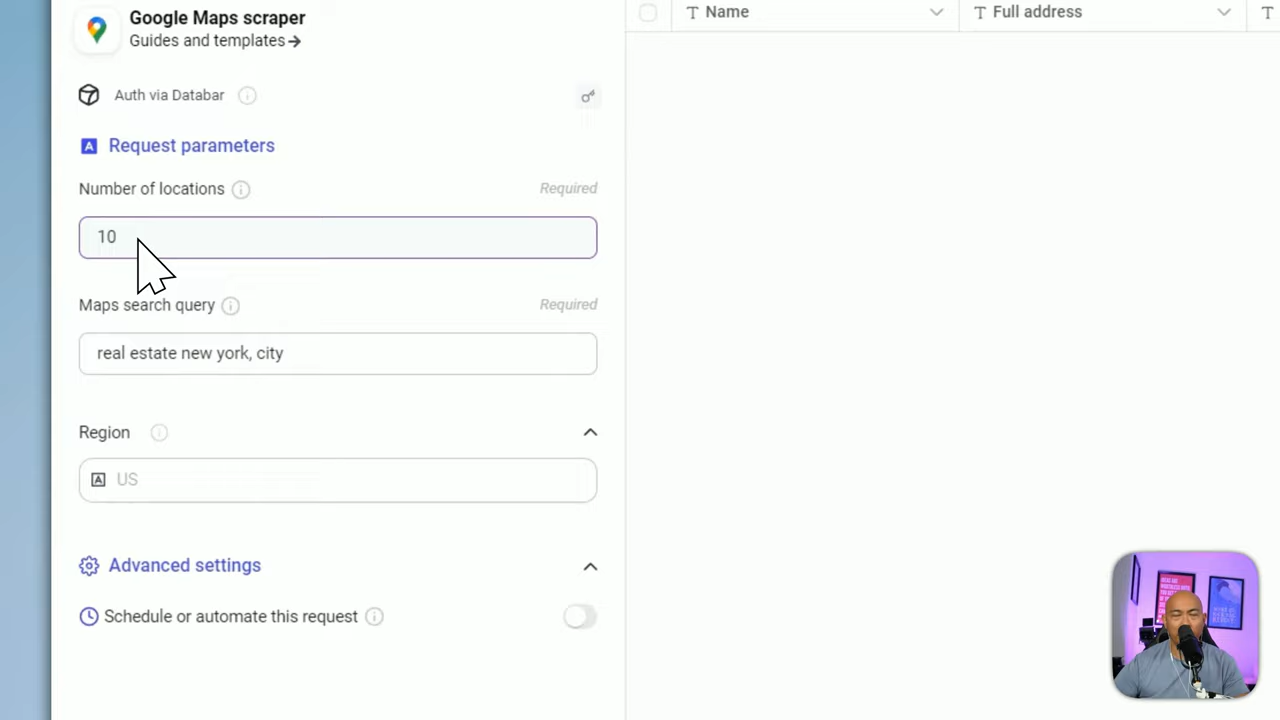 Google Maps scraper
Guides and templates→
Name
Full address
Auth via Databar
Request parameters
Number of locations
Required
10
Maps search query
Required
real estate new york, city
Region
US
Advanced settings
Schedule or automate this request